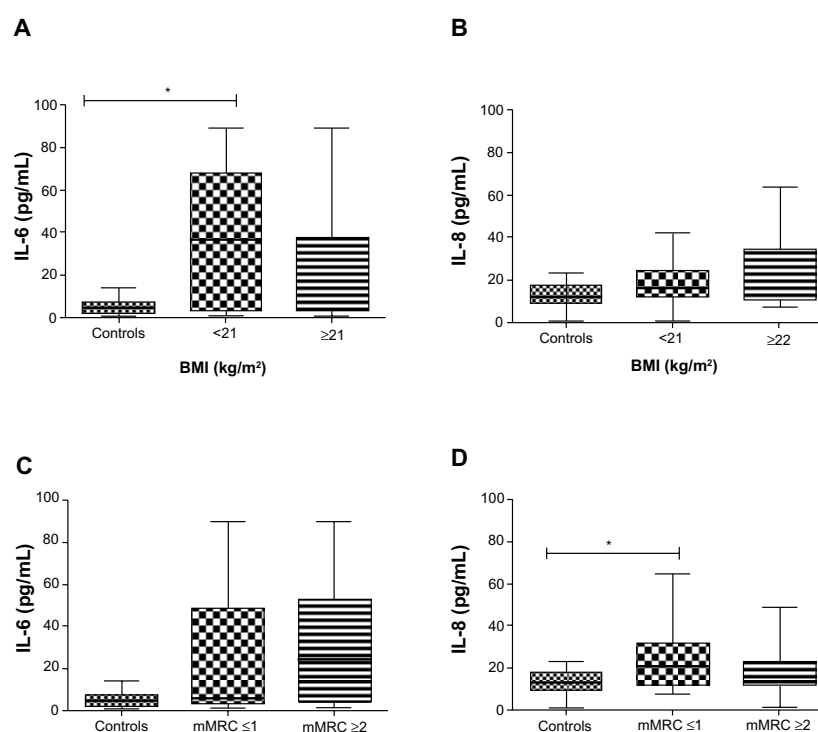 A
B
*
100
80
60
40
20
0
IL-6 (pg/mL)
Controls
<21
≥21
BMI (kg/m²)
100
80
60
40
20
0
IL-8 (pg/mL)
Controls
<21
≥22
BMI (kg/m²)
C
D
100
80
60
40
20
0
IL-6 (pg/mL)
Controls
mMRC ≤1
mMRC ≥2
*
100
80
60
40
20
0
IL-8 (pg/mL)
Controls
mMRC ≤1
mMRC ≥2